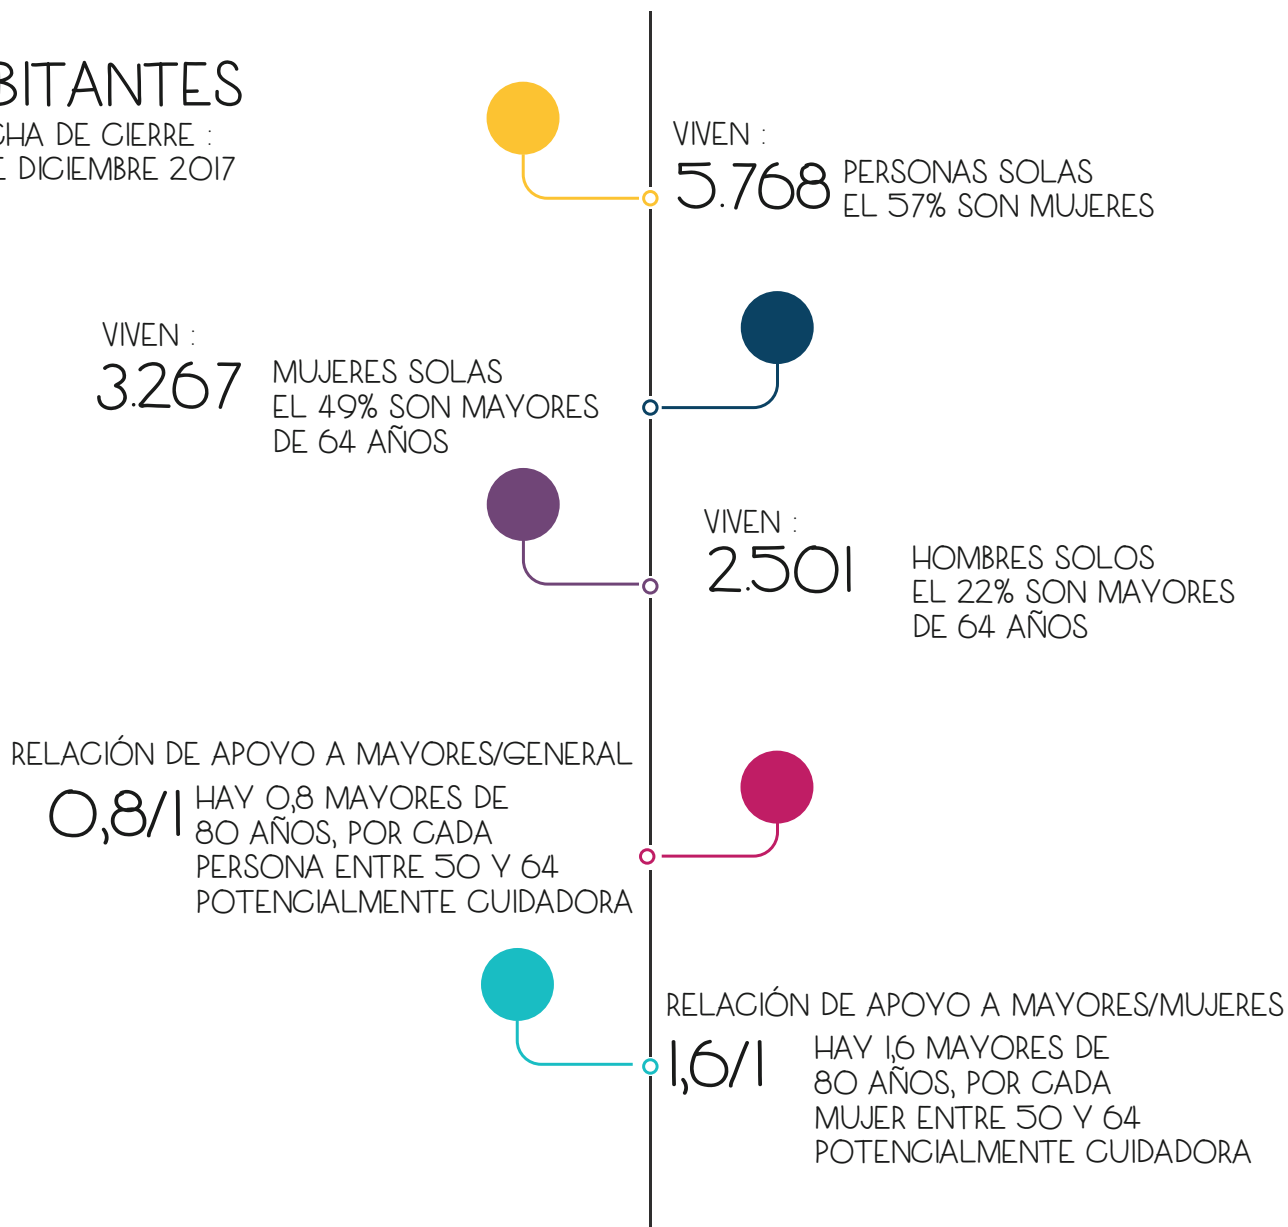 BITANTES
CHA DE CIERRE :
E DICIEMBRE 2017
VIVEN :
5.768
PERSONAS SOLAS
EL 57% SON MUJERES
VIVEN :
3.267
MUJERES SOLAS
EL 49% SON MAYORES
DE 64 AÑOS
VIVEN :
2.501
HOMBRES SOLOS
EL 22% SON MAYORES
DE 64 AÑOS
RELACIÓN DE APOYO A MAYORES/GENERAL
0,8/1
HAY 0,8 MAYORES DE
80 AÑOS, POR CADA
PERSONA ENTRE 50 Y 64
POTENCIALMENTE CUIDADORA
RELACIÓN DE APOYO A MAYORES/MUJERES
1,6/1
HAY 1,6 MAYORES DE
80 AÑOS, POR CADA
MUJER ENTRE 50 Y 64
POTENCIALMENTE CUIDADORA